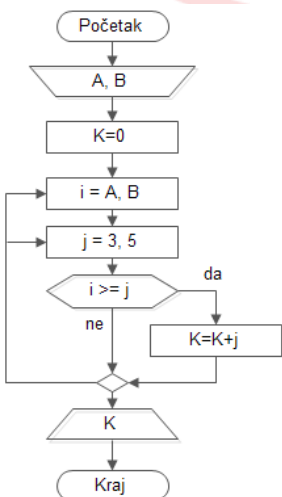 Početak
A, B
K=0
i = A, B
j = 3, 5
i >= j
da
ne
K=K+j
K
Kraj